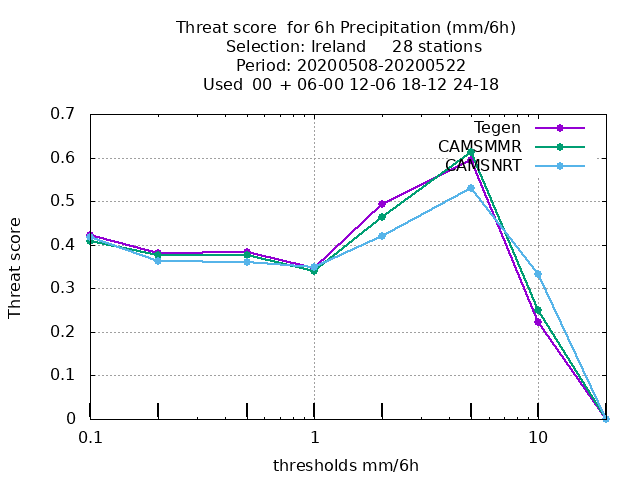 Threat score  for 6h Precipitation (mm/6h)
Selection: Ireland     28 stations
Period: 20200508-20200522
Used  00 + 06-00 12-06 18-12 24-18
Threat score
0.7
0.6
0.5
0.4
0.3
0.2
0.1
0
Tegen
CAMSMMR
CAMSNRT
0.1 1 10
thresholds mm/6h